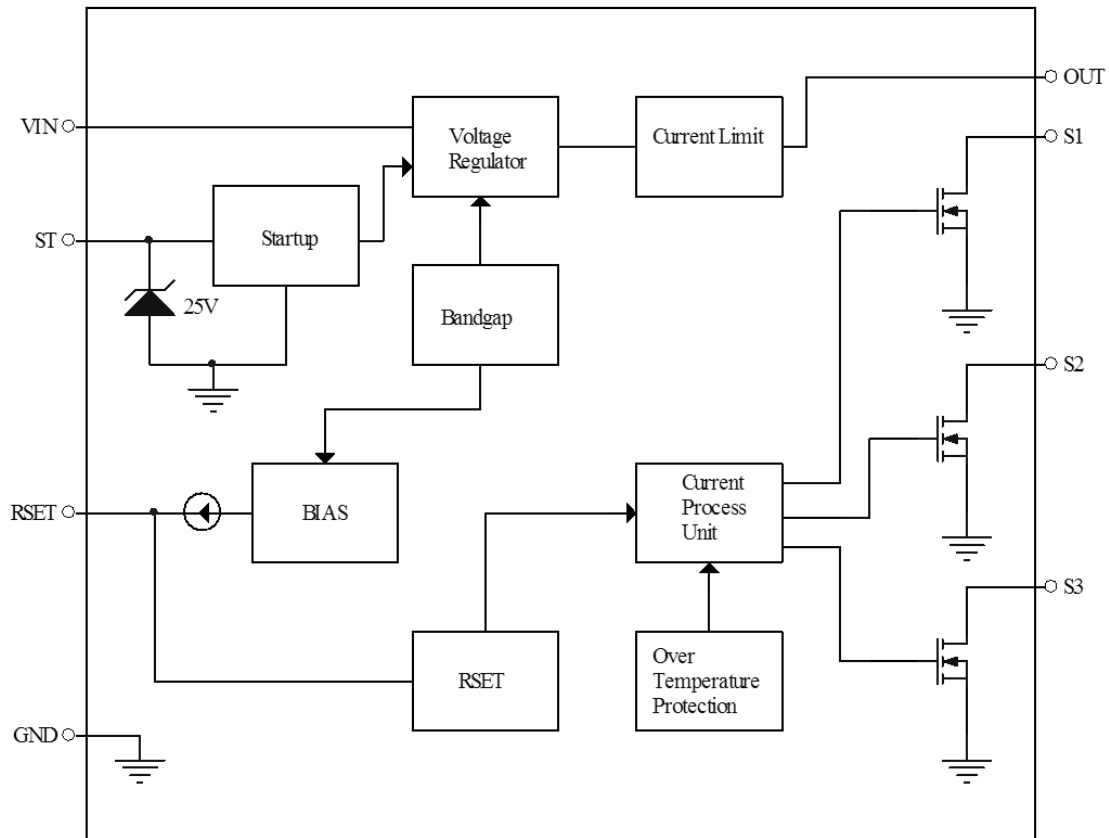 OUT
VIN
Voltage
Regulator
Current Limit
S1
ST
Startup
25V
Bandgap
S2
RSET
BIAS
Current
Process
Unit
S3
RSET
Over
Temperature
Protection
GND